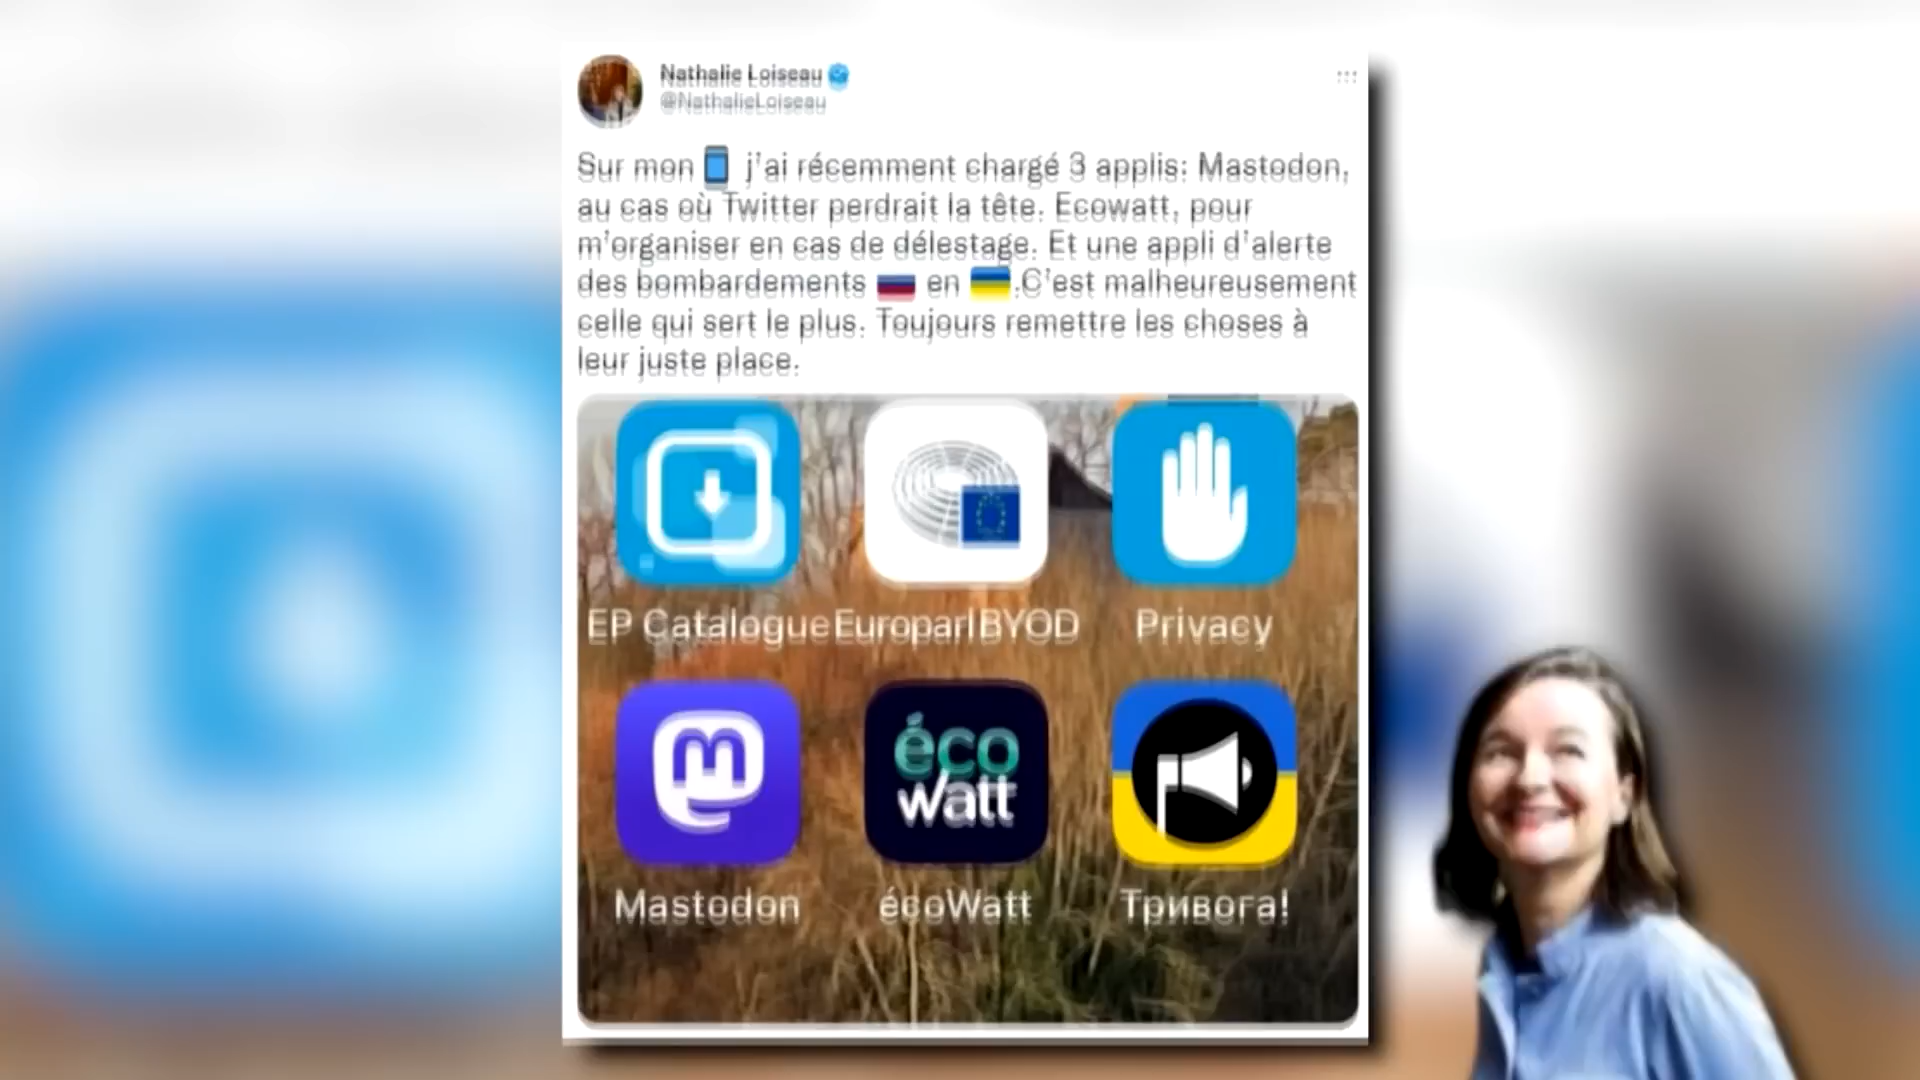 Nathalie Loiseau
@NathalieLoiseau
Sur mon j'ai récemment chargé 3 applis: Mastodon,
au cas où Twitter perdrait la tête. Ecowatt, pour
m'organiser en cas de délestage. Et une appli d'alerte
des bombardements en .C'est malheureusement
celle qui sert le plus. Toujours remettre les choses à
leur juste place.
EP Catalogue EuroparlBYOD Privacy
éco
watt
Mastodon écoWatt Тривога!